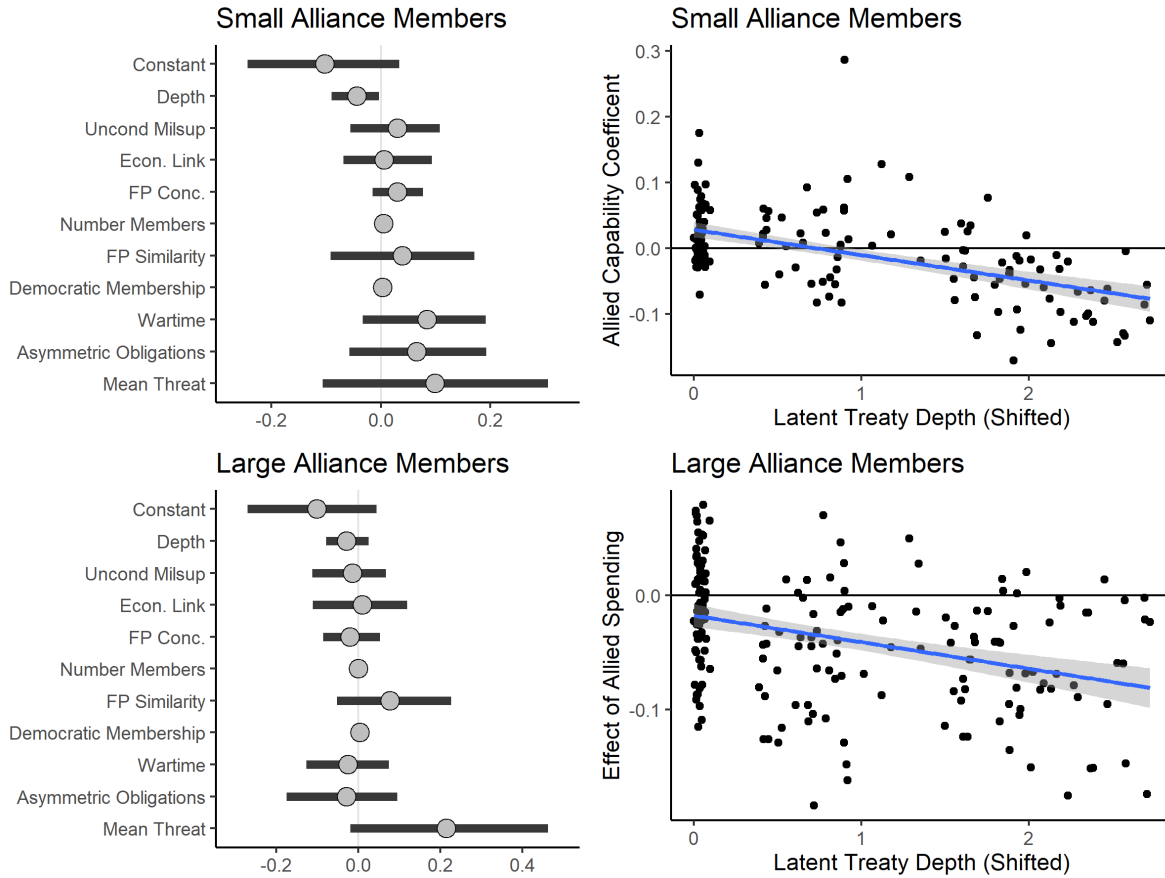 Small Alliance Members
Constant
Depth
Uncond Milsup
Econ. Link
FP Conc.
Number Members
FP Similarity
Democratic Membership
Wartime
Asymmetric Obligations
Mean Threat
-0.2 0.0 0.2
Small Alliance Members
Allied Capability Coefficent
0.3
0.2
0.1
0.0
-0.1
0 1 2
Latent Treaty Depth (Shifted)
Large Alliance Members
Constant
Depth
Uncond Milsup
Econ. Link
FP Conc.
Number Members
FP Similarity
Democratic Membership
Wartime
Asymmetric Obligations
Mean Threat
-0.2 0.0 0.2 0.4
Large Alliance Members
Effect of Allied Spending
0.0
-0.1
0 1 2
Latent Treaty Depth (Shifted)